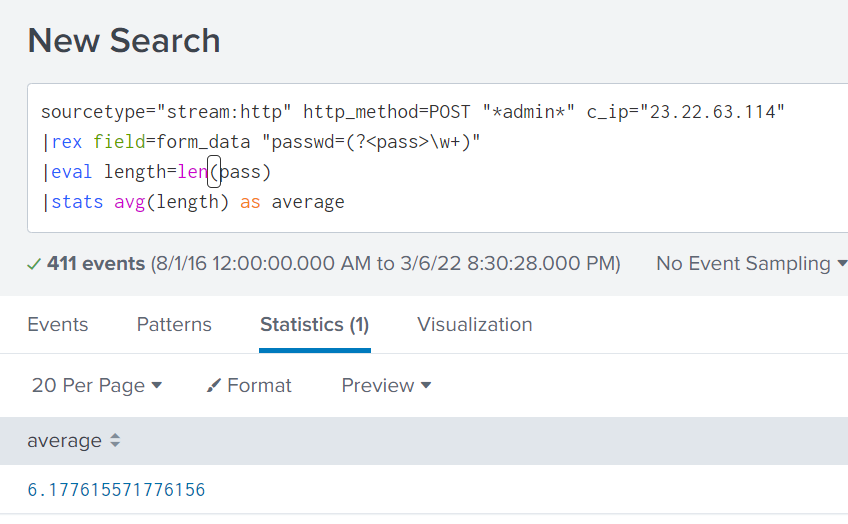 New Search
sourcetype="stream:http" http_method=POST "*admin*" c_ip="23.22.63.114"
|rex field=form_data "passwd=(?<pass>\w+)"
|eval length=len(pass)
|stats avg(length) as average
411 events (8/1/16 12:00:00.000 AM to 3/6/22 8:30:28.000 PM) No Event Sampling
Events Patterns Statistics (1) Visualization
20 Per Page Format Preview
average
6.177615571776156